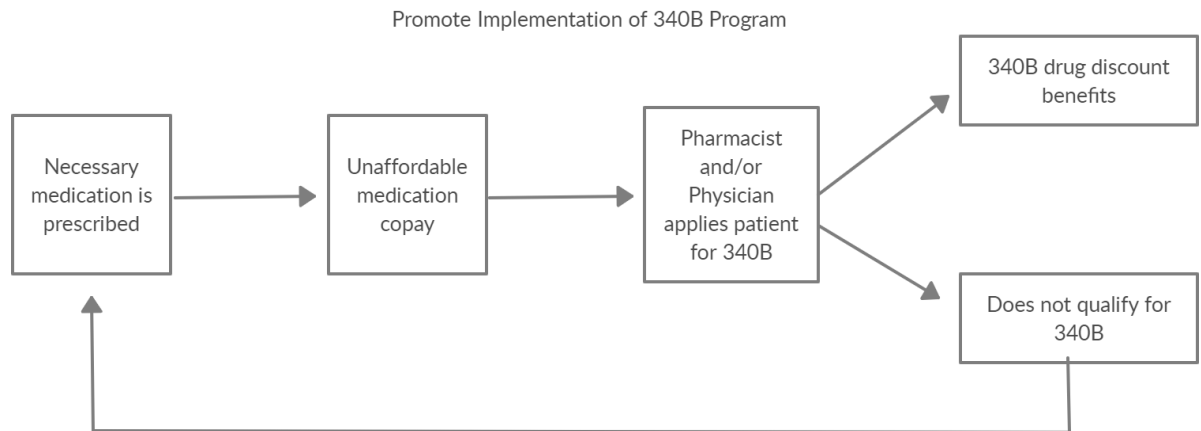 Promote Implementation of 340B Program
Necessary
medication is
prescribed
Unaffordable
medication
copay
Pharmacist
and/or
Physician
applies patient
for 340B
340B drug discount
benefits
Does not qualify for
340B